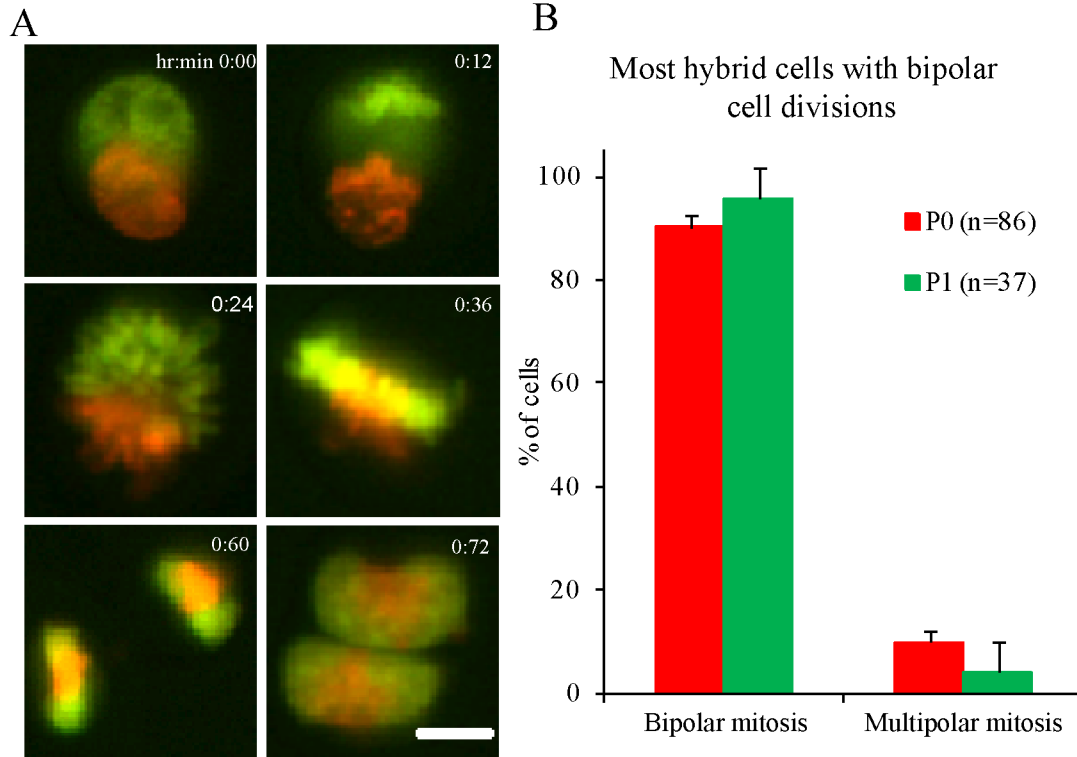 A
hr:min 0:00
0:12
0:24
0:36
0:60
0:72
B
Most hybrid cells with bipolar
cell divisions
% of cells
100
80
60
40
20
0
P0 (n=86)
P1 (n=37)
Bipolar mitosis
Multipolar mitosis